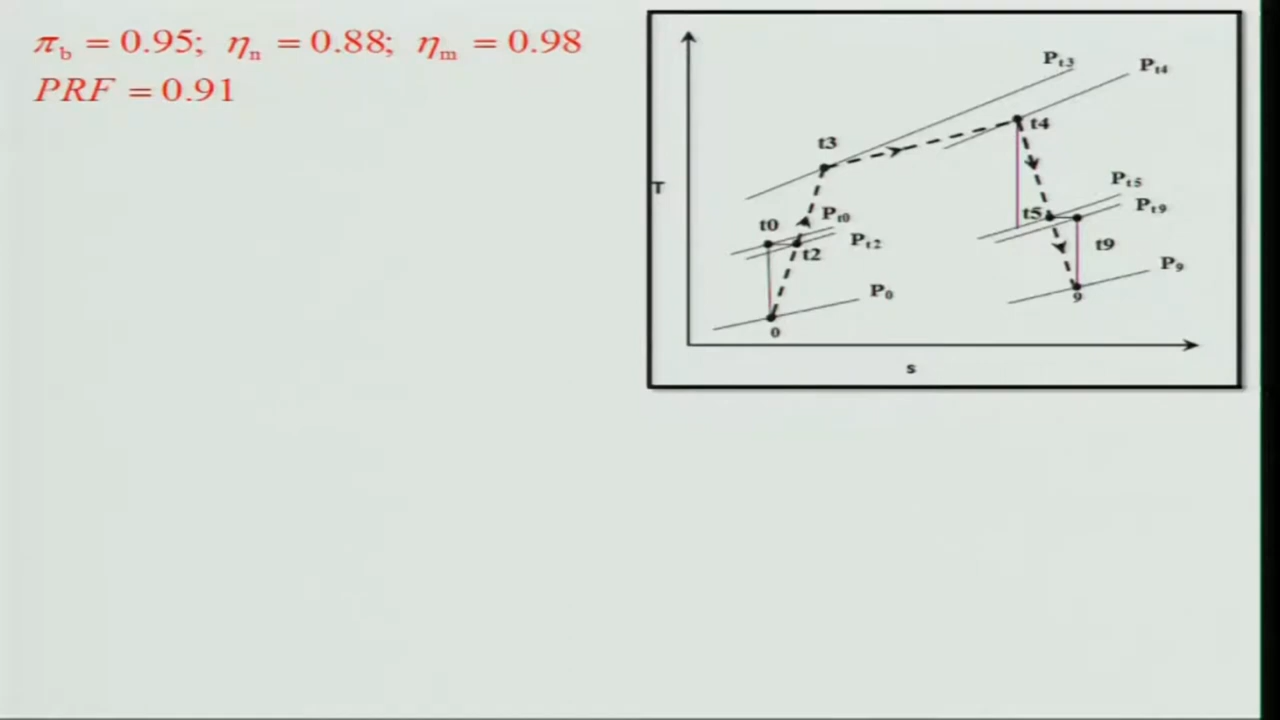 π_b = 0.95; η_n = 0.88; η_m = 0.98
PRF = 0.91
P_t3
P_t4
t3
t4
T
P_t5
t5
P_t9
t0
P_t0
P_t2
t2
t9
P_9
P_0
9
0
s